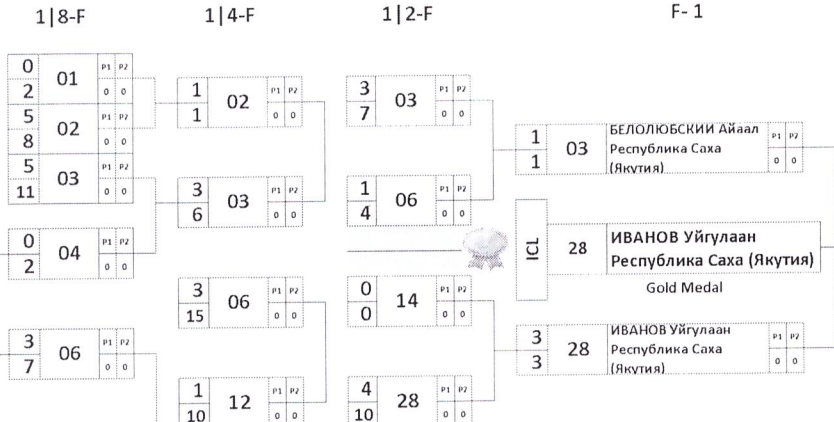 1|8-F 1|4-F 1|2-F F- 1
0 2 01 P1 P2 0 0
5 8 02 P1 P2 0 0
5 11 03 P1 P2 0 0
0 2 04 P1 P2 0 0
3 7 06 P1 P2 0 0
1 1 02 P1 P2 0 0
3 6 03 P1 P2 0 0
3 15 06 P1 P2 0 0
1 10 12 P1 P2 0 0
3 7 03 P1 P2 0 0
1 4 06 P1 P2 0 0
0 0 14 P1 P2 0 0
4 10 28 P1 P2 0 0
1 1 03 БЕЛОЛЮБСКИЙ Айаал P1 P2
Республика Саха 0 0
(Якутия)
ICL 28 ИВАНОВ Уйгулаан
Республика Саха (Якутия)
Gold Medal
3 3 28 ИВАНОВ Уйгулаан P1 P2
Республика Саха 0 0
(Якутия)